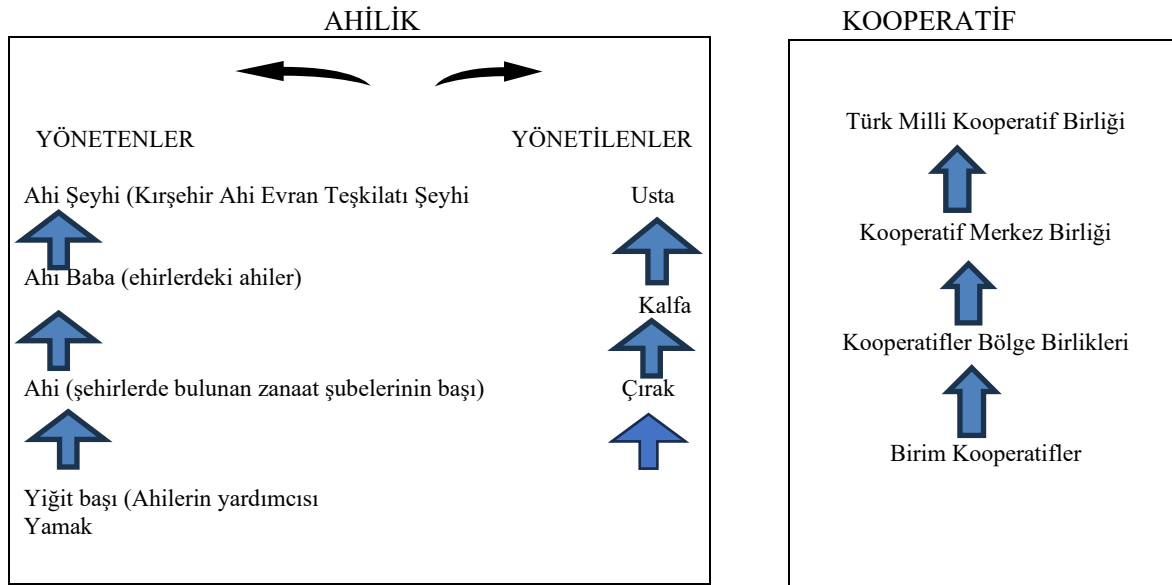 AHİLİK
YÖNETENLER
Ahi Şeyhi (Kırşehir Ahi Evran Teşkilatı Şeyhi
Ahi Baba (ehirlerdeki ahiler)
Ahi (şehirlerde bulunan zanaat şubelerinin başı)
Yiğit başı (Ahilerin yardımcısı
Yamak
YÖNETİLENLER
Usta
Kalfa
Çırak
KOOPERATİF
Türk Milli Kooperatif Birliği
Kooperatif Merkez Birliği
Kooperatifler Bölge Birlikleri
Birim Kooperatifler